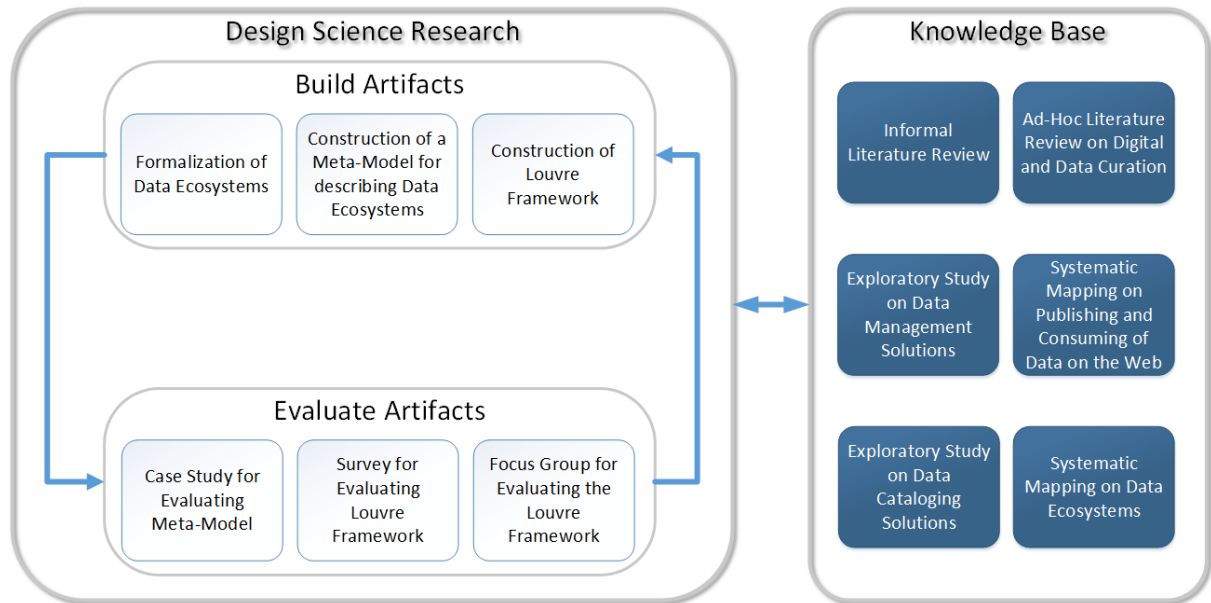 Design Science Research
Build Artifacts
Formalization of
Data Ecosystems
Construction of a
Meta-Model for
describing Data
Ecosystems
Construction of
Louvre
Framework
Evaluate Artifacts
Case Study for
Evaluating
Meta-Model
Survey for
Evaluating
Louvre
Framework
Focus Group for
Evaluating the
Louvre
Framework
Knowledge Base
Informal
Literature Review
Ad-Hoc Literature
Review on Digital
and Data Curation
Exploratory Study
on Data
Management
Solutions
Systematic
Mapping on
Publishing and
Consuming of
Data on the Web
Exploratory Study
on Data
Cataloging
Solutions
Systematic
Mapping on Data
Ecosystems